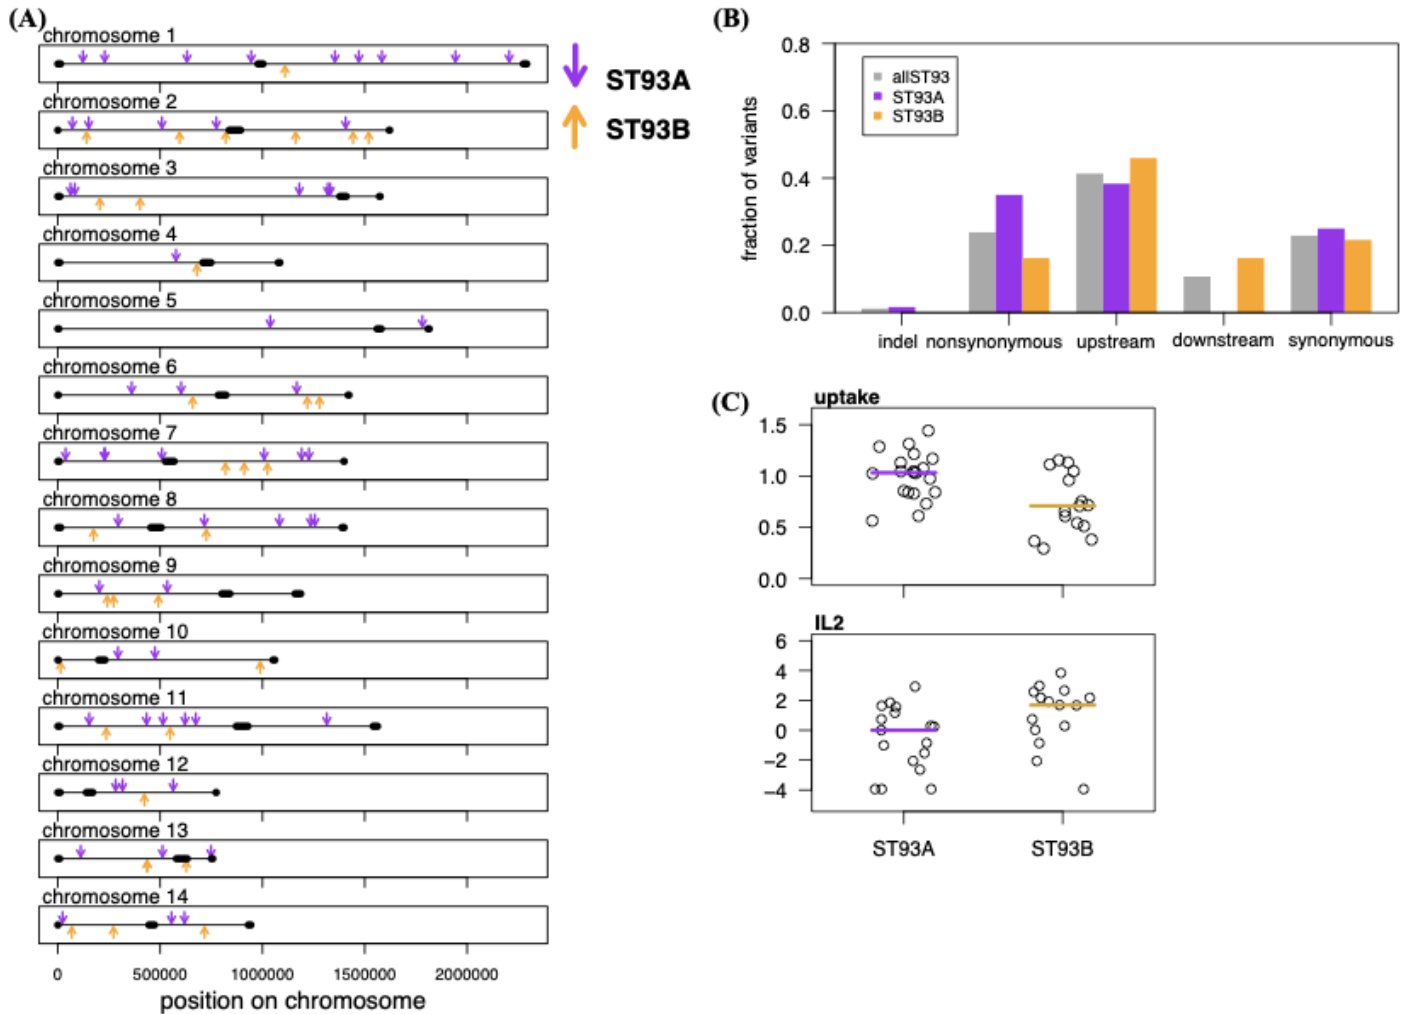 (A)
chromosome 1
chromosome 2
chromosome 3
chromosome 4
chromosome 5
chromosome 6
chromosome 7
chromosome 8
chromosome 9
chromosome 10
chromosome 11
chromosome 12
chromosome 13
chromosome 14
0 500000 1000000 1500000 2000000
position on chromosome
ST93A
ST93B
(B)
fraction of variants
0.8
0.6
0.4
0.2
0.0
allST93
ST93A
ST93B
indel nonsynonymous upstream downstream synonymous
(C)
uptake
1.5
1.0
0.5
0.0
IL2
6
4
2
0
−2
−4
ST93A ST93B